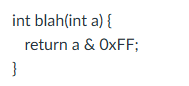 int blah(int a) {
return a & 0xFF;
}